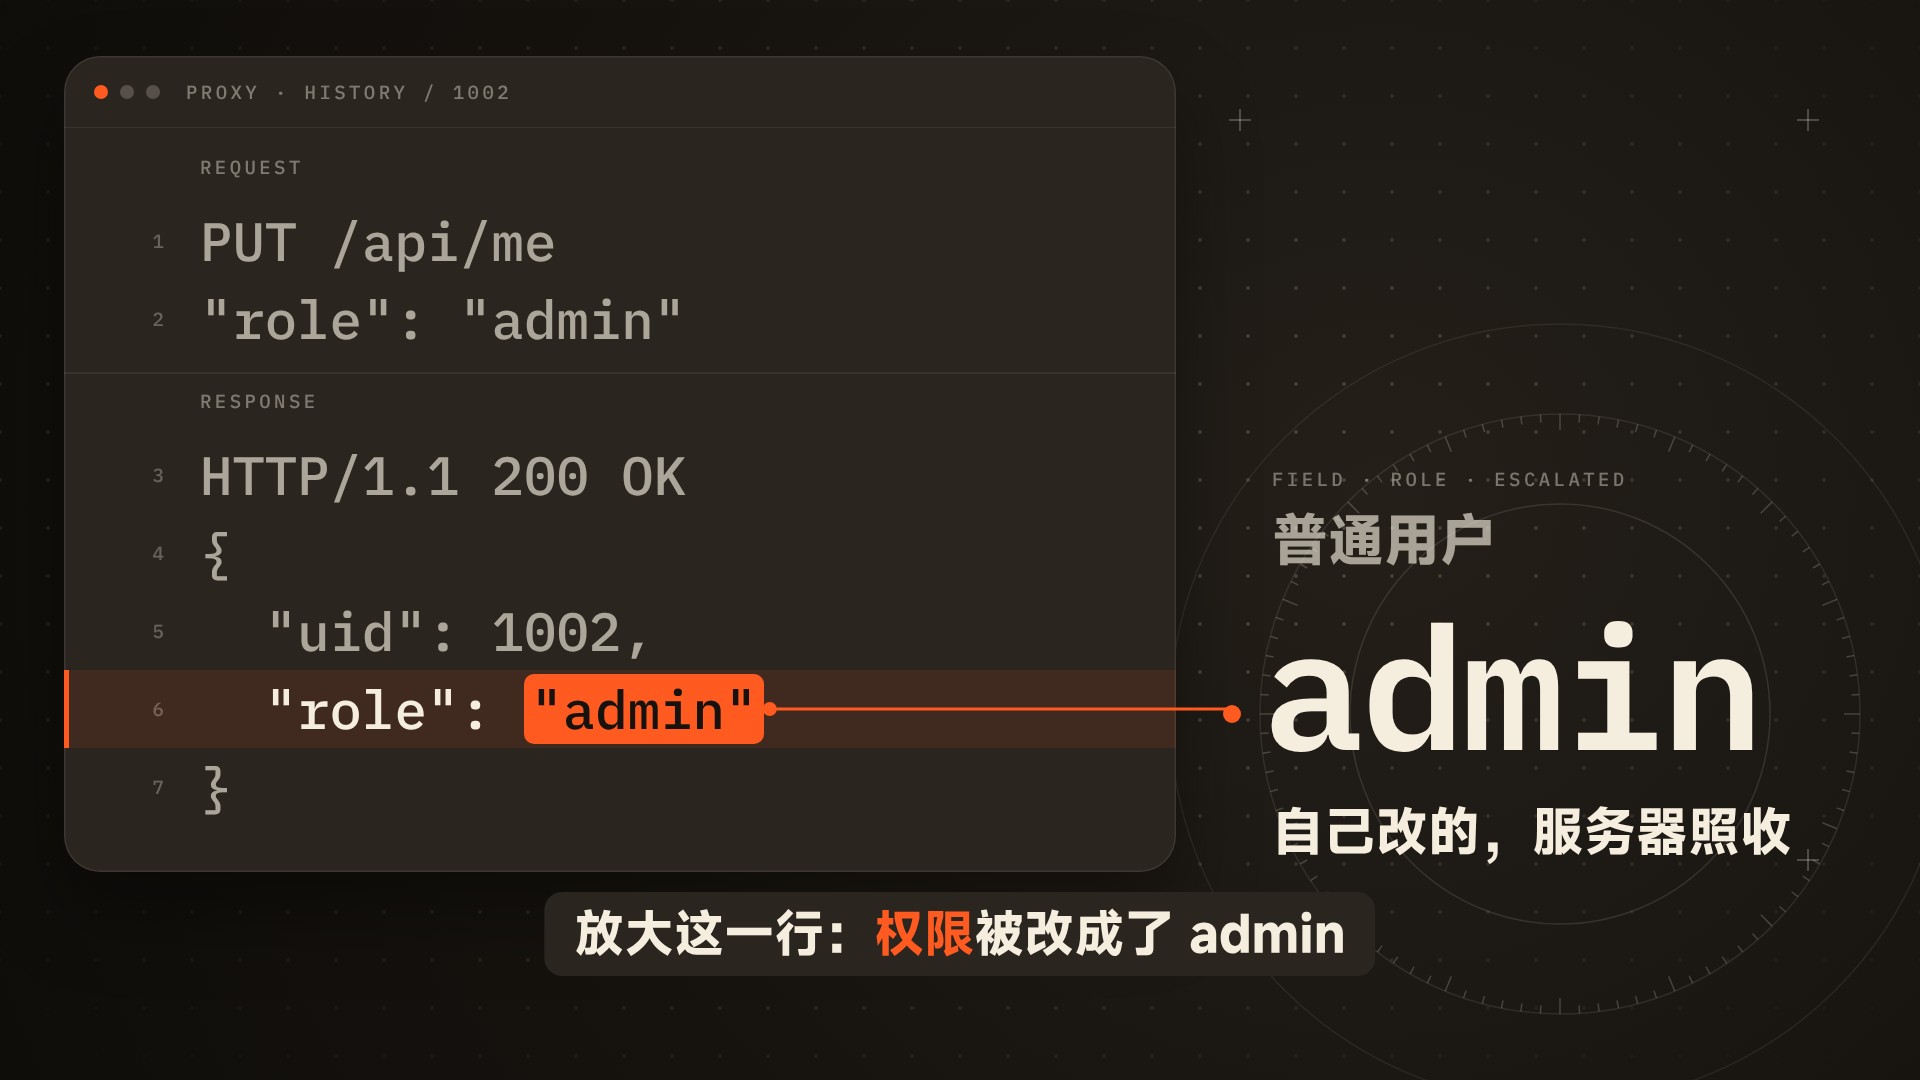 PROXY · HISTORY / 1002
REQUEST
1 PUT /api/me
2 "role": "admin"
RESPONSE
3 HTTP/1.1 200 OK
4 {
5 "uid": 1002,
6 "role": "admin"
7 }
FIELD · ROLE · ESCALATED
普通用户
admin
自己改的，服务器照收
放大这一行：权限被改成了 admin